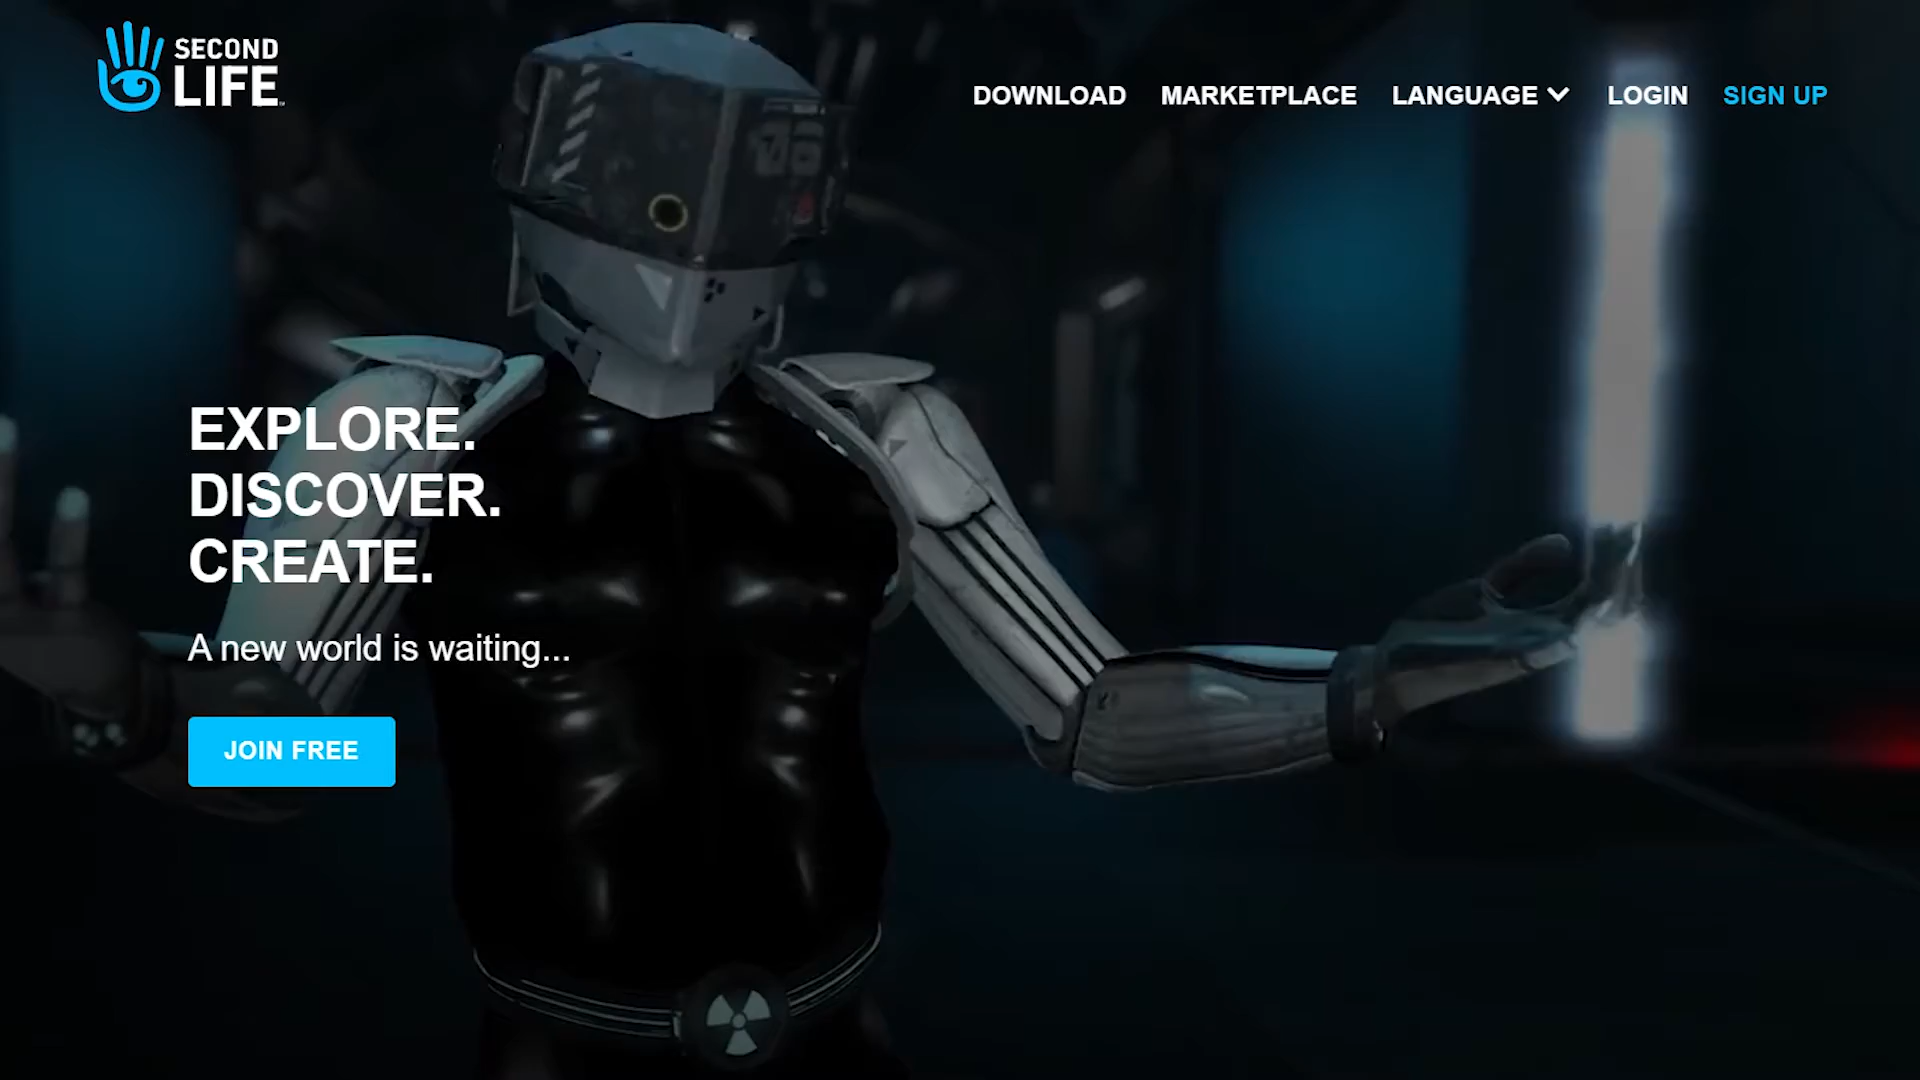 SECOND
LIFE
DOWNLOAD
MARKETPLACE
LANGUAGE
LOGIN
SIGN UP
EXPLORE.
DISCOVER.
CREATE.
A new world is waiting...
JOIN FREE